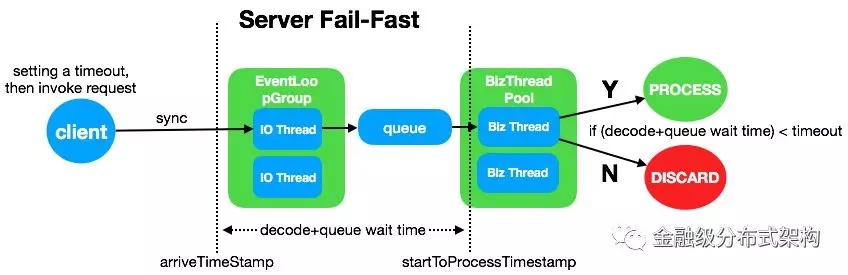 Server Fail-Fast
setting a timeout,
then invoke request
client
sync
EventLoo
pGroup
IO Thread
IO Thread
queue
BizThread
Pool
Biz Thread
Biz Thread
Y
PROCESS
if (decode+queue wait time) < timeout
N
DISCARD
decode+queue wait time
arriveTimeStamp
startToProcessTimestamp
金融级分布式架构